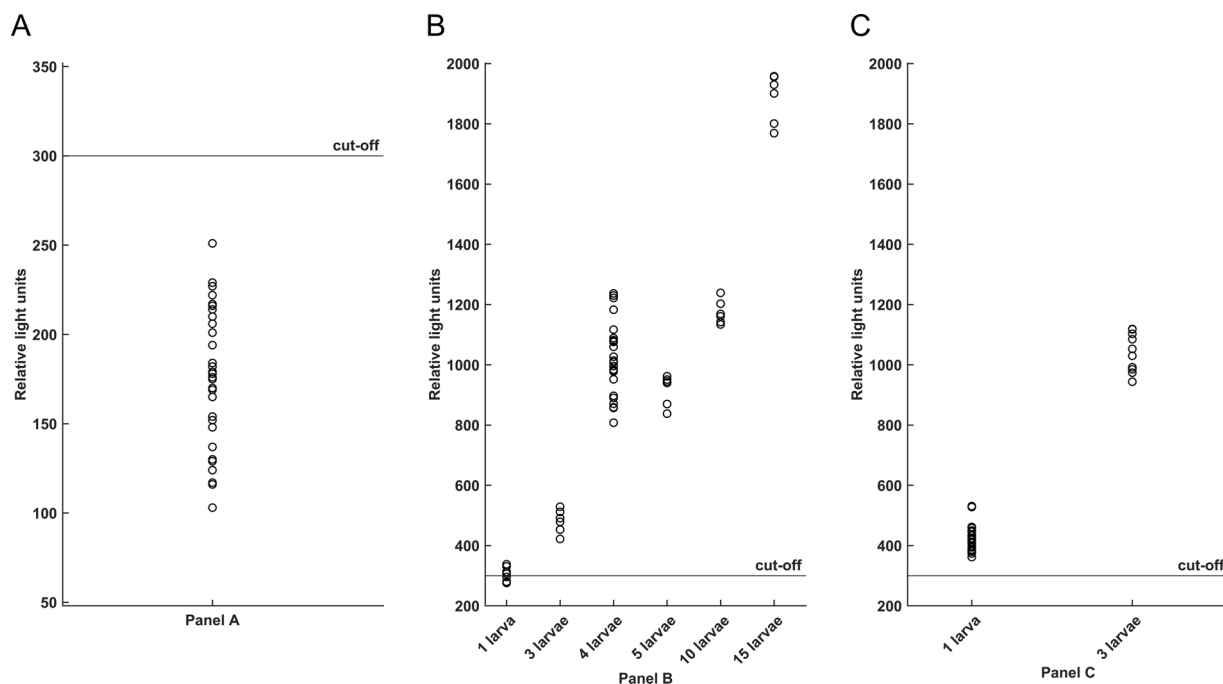 A
350
300
250
200
150
100
50
Relative light units
cut-off
Panel A
B
2000
1800
1600
1400
1200
1000
800
600
400
200
Relative light units
cut-off
1 larva
3 larvae
4 larvae
5 larvae
10 larvae
15 larvae
Panel B
C
2000
1800
1600
1400
1200
1000
800
600
400
200
Relative light units
cut-off
1 larva
3 larvae
Panel C